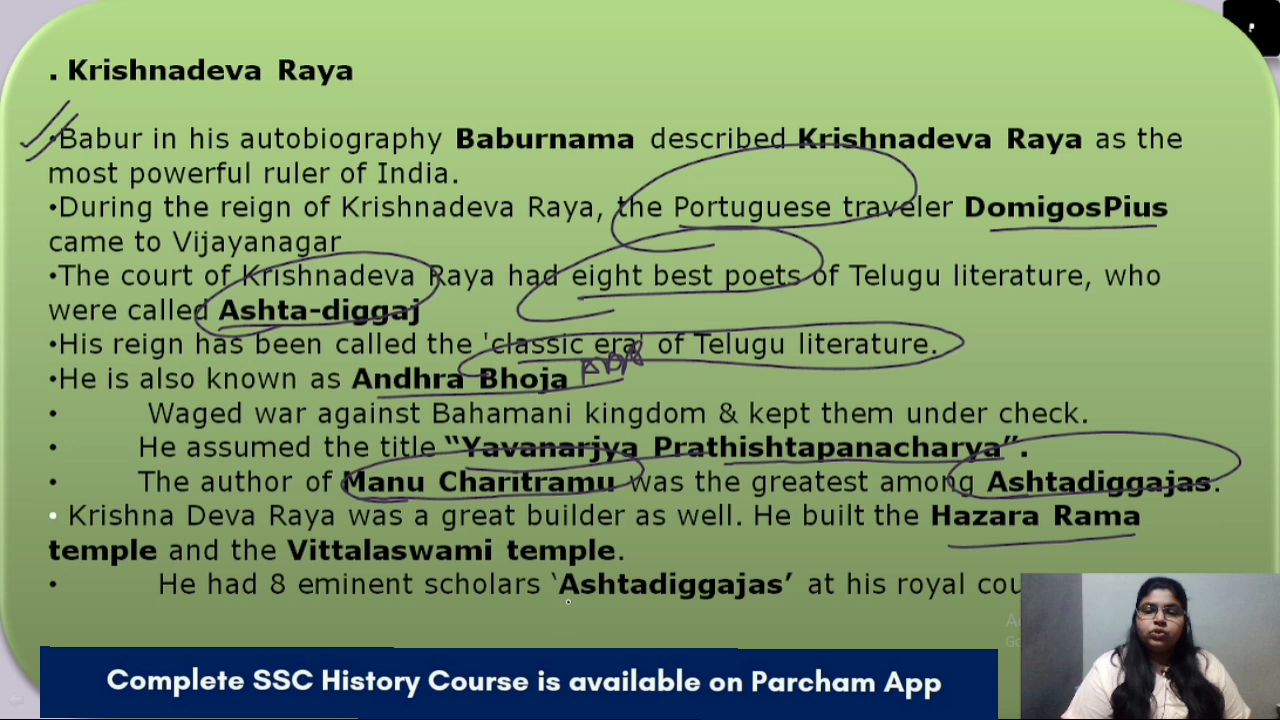 . Krishnadeva Raya
•Babur in his autobiography Baburnama described Krishnadeva Raya as the
most powerful ruler of India.
•During the reign of Krishnadeva Raya, the Portuguese traveler DomigosPius
came to Vijayanagar
•The court of Krishnadeva Raya had eight best poets of Telugu literature, who
were called Ashta-diggaj
•His reign has been called the 'classic era' of Telugu literature.
•He is also known as Andhra Bhoja
• Waged war against Bahamani kingdom & kept them under check.
• He assumed the title “Yavanarjya Prathishtapanacharya”.
• The author of Manu Charitramu was the greatest among Ashtadiggajas.
• Krishna Deva Raya was a great builder as well. He built the Hazara Rama
temple and the Vittalaswami temple.
• He had 8 eminent scholars ‘Ashtadiggajas’ at his royal cou
Complete SSC History Course is available on Parcham App